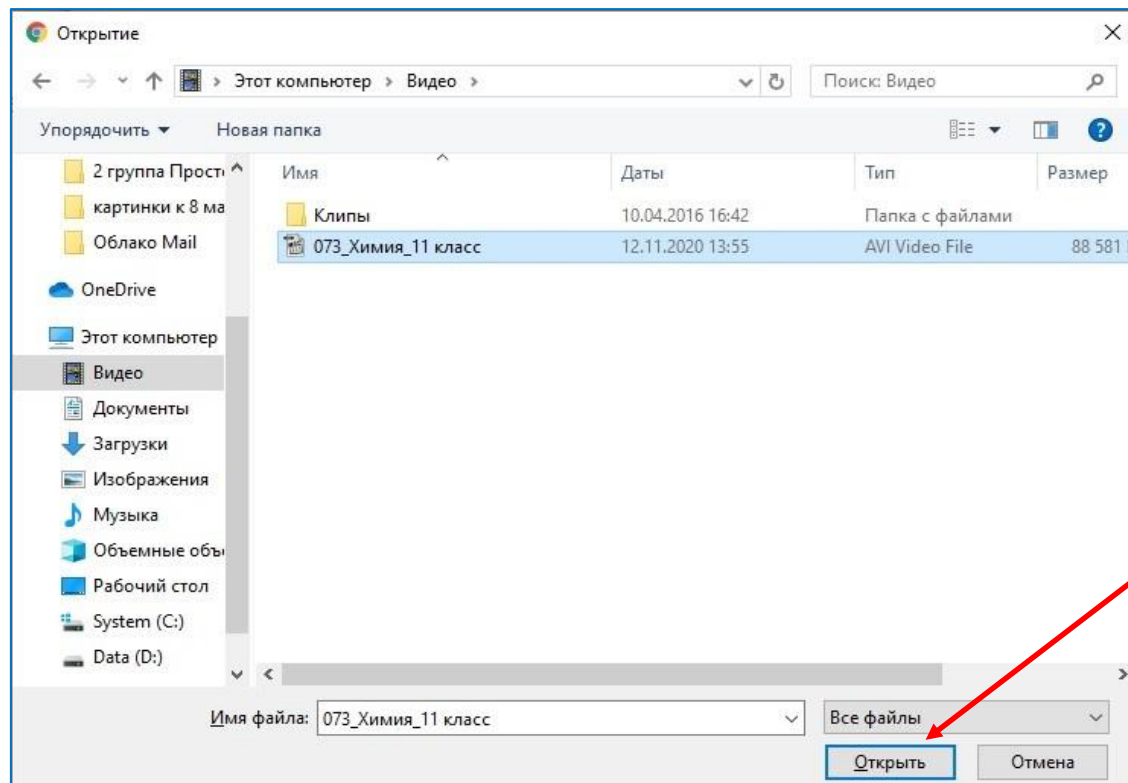 Открытие
Этот компьютер > Видео >
Поиск: Видео
Упорядочить
Новая папка
Имя Даты Тип Размер
Клипы 10.04.2016 16:42 Папка с файлами
073_Химия_11 класс 12.11.2020 13:55 AVI Video File 88 581
2 группа Прост
картинки к 8 ма
Облако Mail
OneDrive
Этот компьютер
Видео
Документы
Загрузки
Изображения
Музыка
Объемные объ
Рабочий стол
System (C:)
Data (D:)
Имя файла: 073_Химия_11 класс
Все файлы
Открыть
Отмена